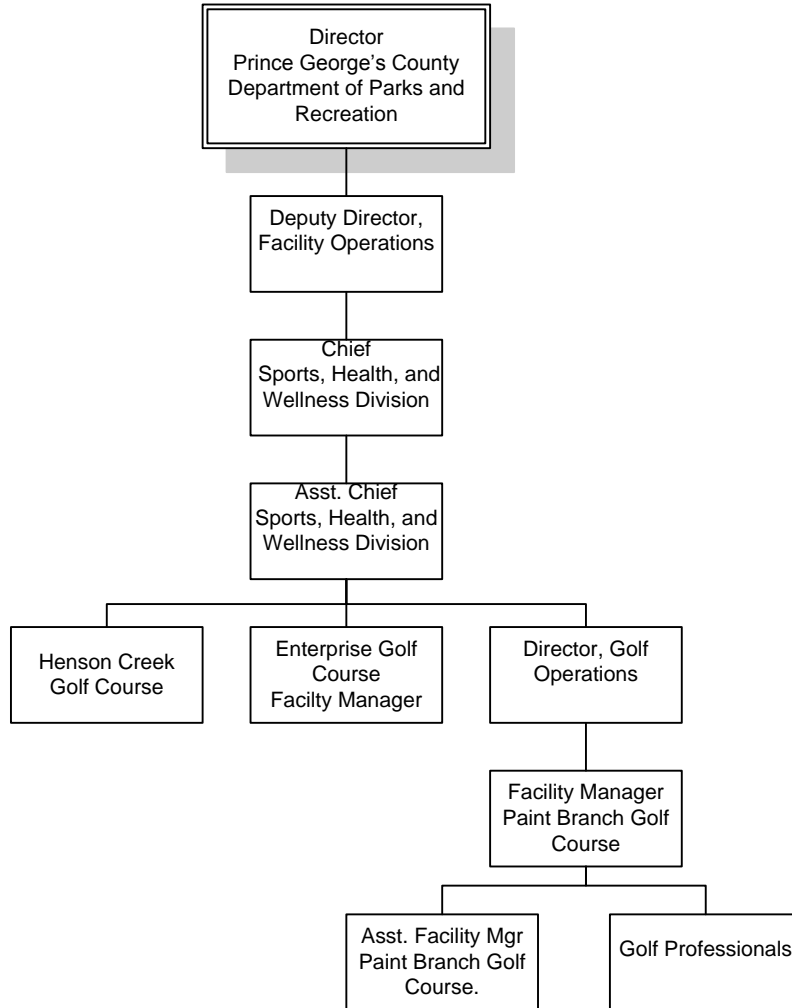 Director
Prince George's County
Department of Parks and
Recreation
Deputy Director,
Facility Operations
Chief
Sports, Health, and
Wellness Division
Asst. Chief
Sports, Health, and
Wellness Division
Henson Creek
Golf Course
Enterprise Golf
Course
Facilty Manager
Director, Golf
Operations
Facility Manager
Paint Branch Golf
Course
Asst. Facility Mgr
Paint Branch Golf
Course.
Golf Professionals